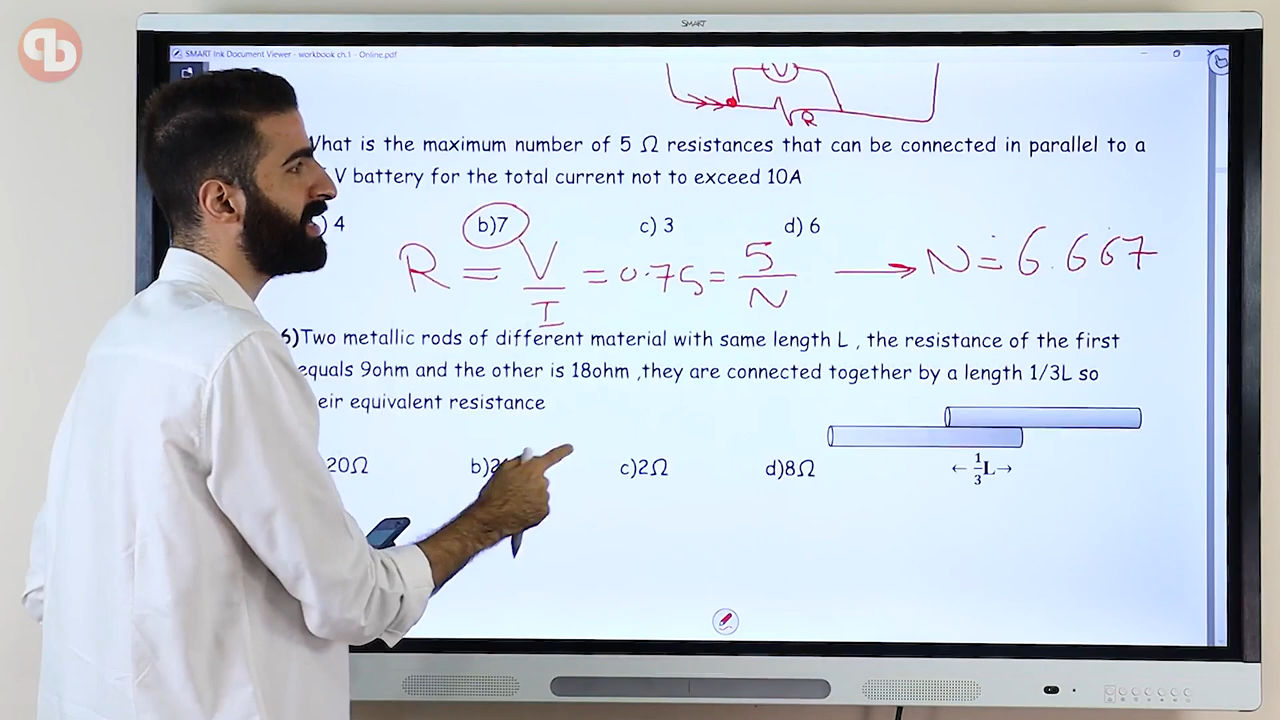 pb
SMART
SMART Ink Document Viewer - workbook ch.1 - Online.pdf
V
R
What is the maximum number of 5 Ω resistances that can be connected in parallel to a
V battery for the total current not to exceed 10A
) 4 b)7 c) 3 d) 6
R = V/I = 0.75 = 5/N → N = 6.667
6)Two metallic rods of different material with same length L , the resistance of the first
equals 9ohm and the other is 18ohm ,they are connected together by a length 1/3L so
eir equivalent resistance
20Ω b)2 c)2Ω d)8Ω
← 1/3 L→